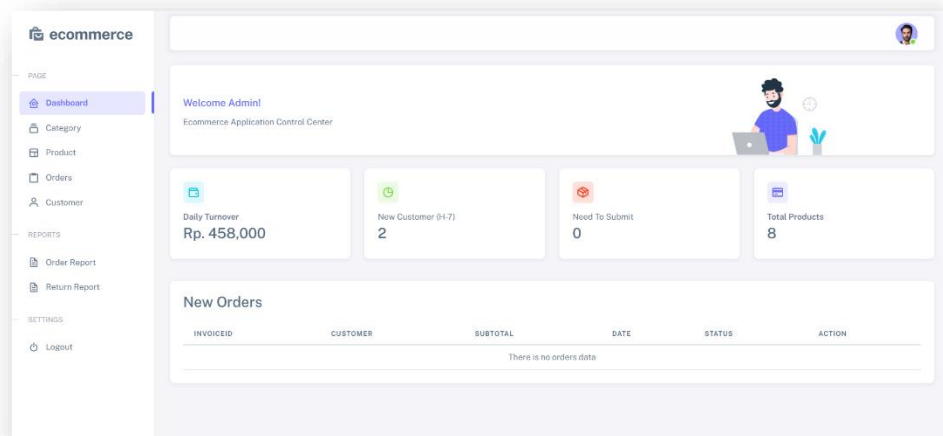 ecommerce
PAGE
Dashboard
Category
Product
Orders
Customer
REPORTS
Order Report
Return Report
SETTINGS
Logout
Welcome Admin!
Ecommerce Application Control Center
Daily Turnover
Rp. 458,000
New Customer (H-7)
2
Need To Submit
0
Total Products
8
New Orders
INVOICEID CUSTOMER SUBTOTAL DATE STATUS ACTION
There is no orders data